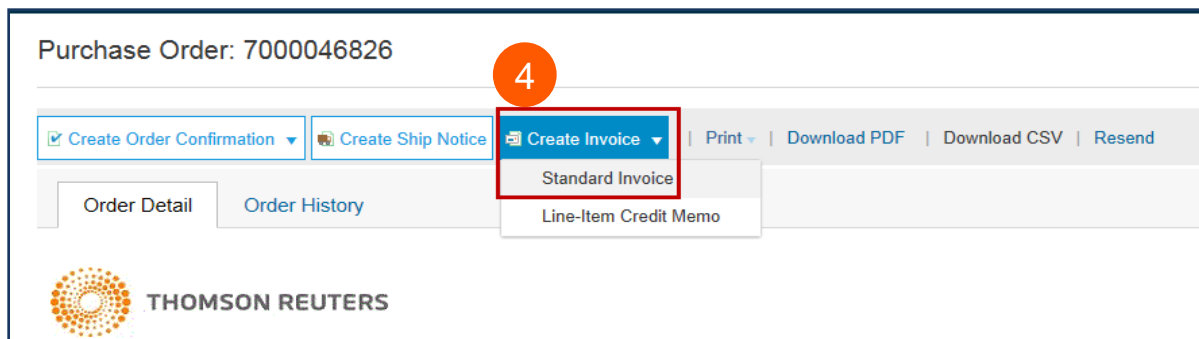 Purchase Order: 7000046826
4
Create Order Confirmation Create Ship Notice Create Invoice | Print | Download PDF | Download CSV | Resend
Standard Invoice
Order Detail Order History
Line-Item Credit Memo
THOMSON REUTERS